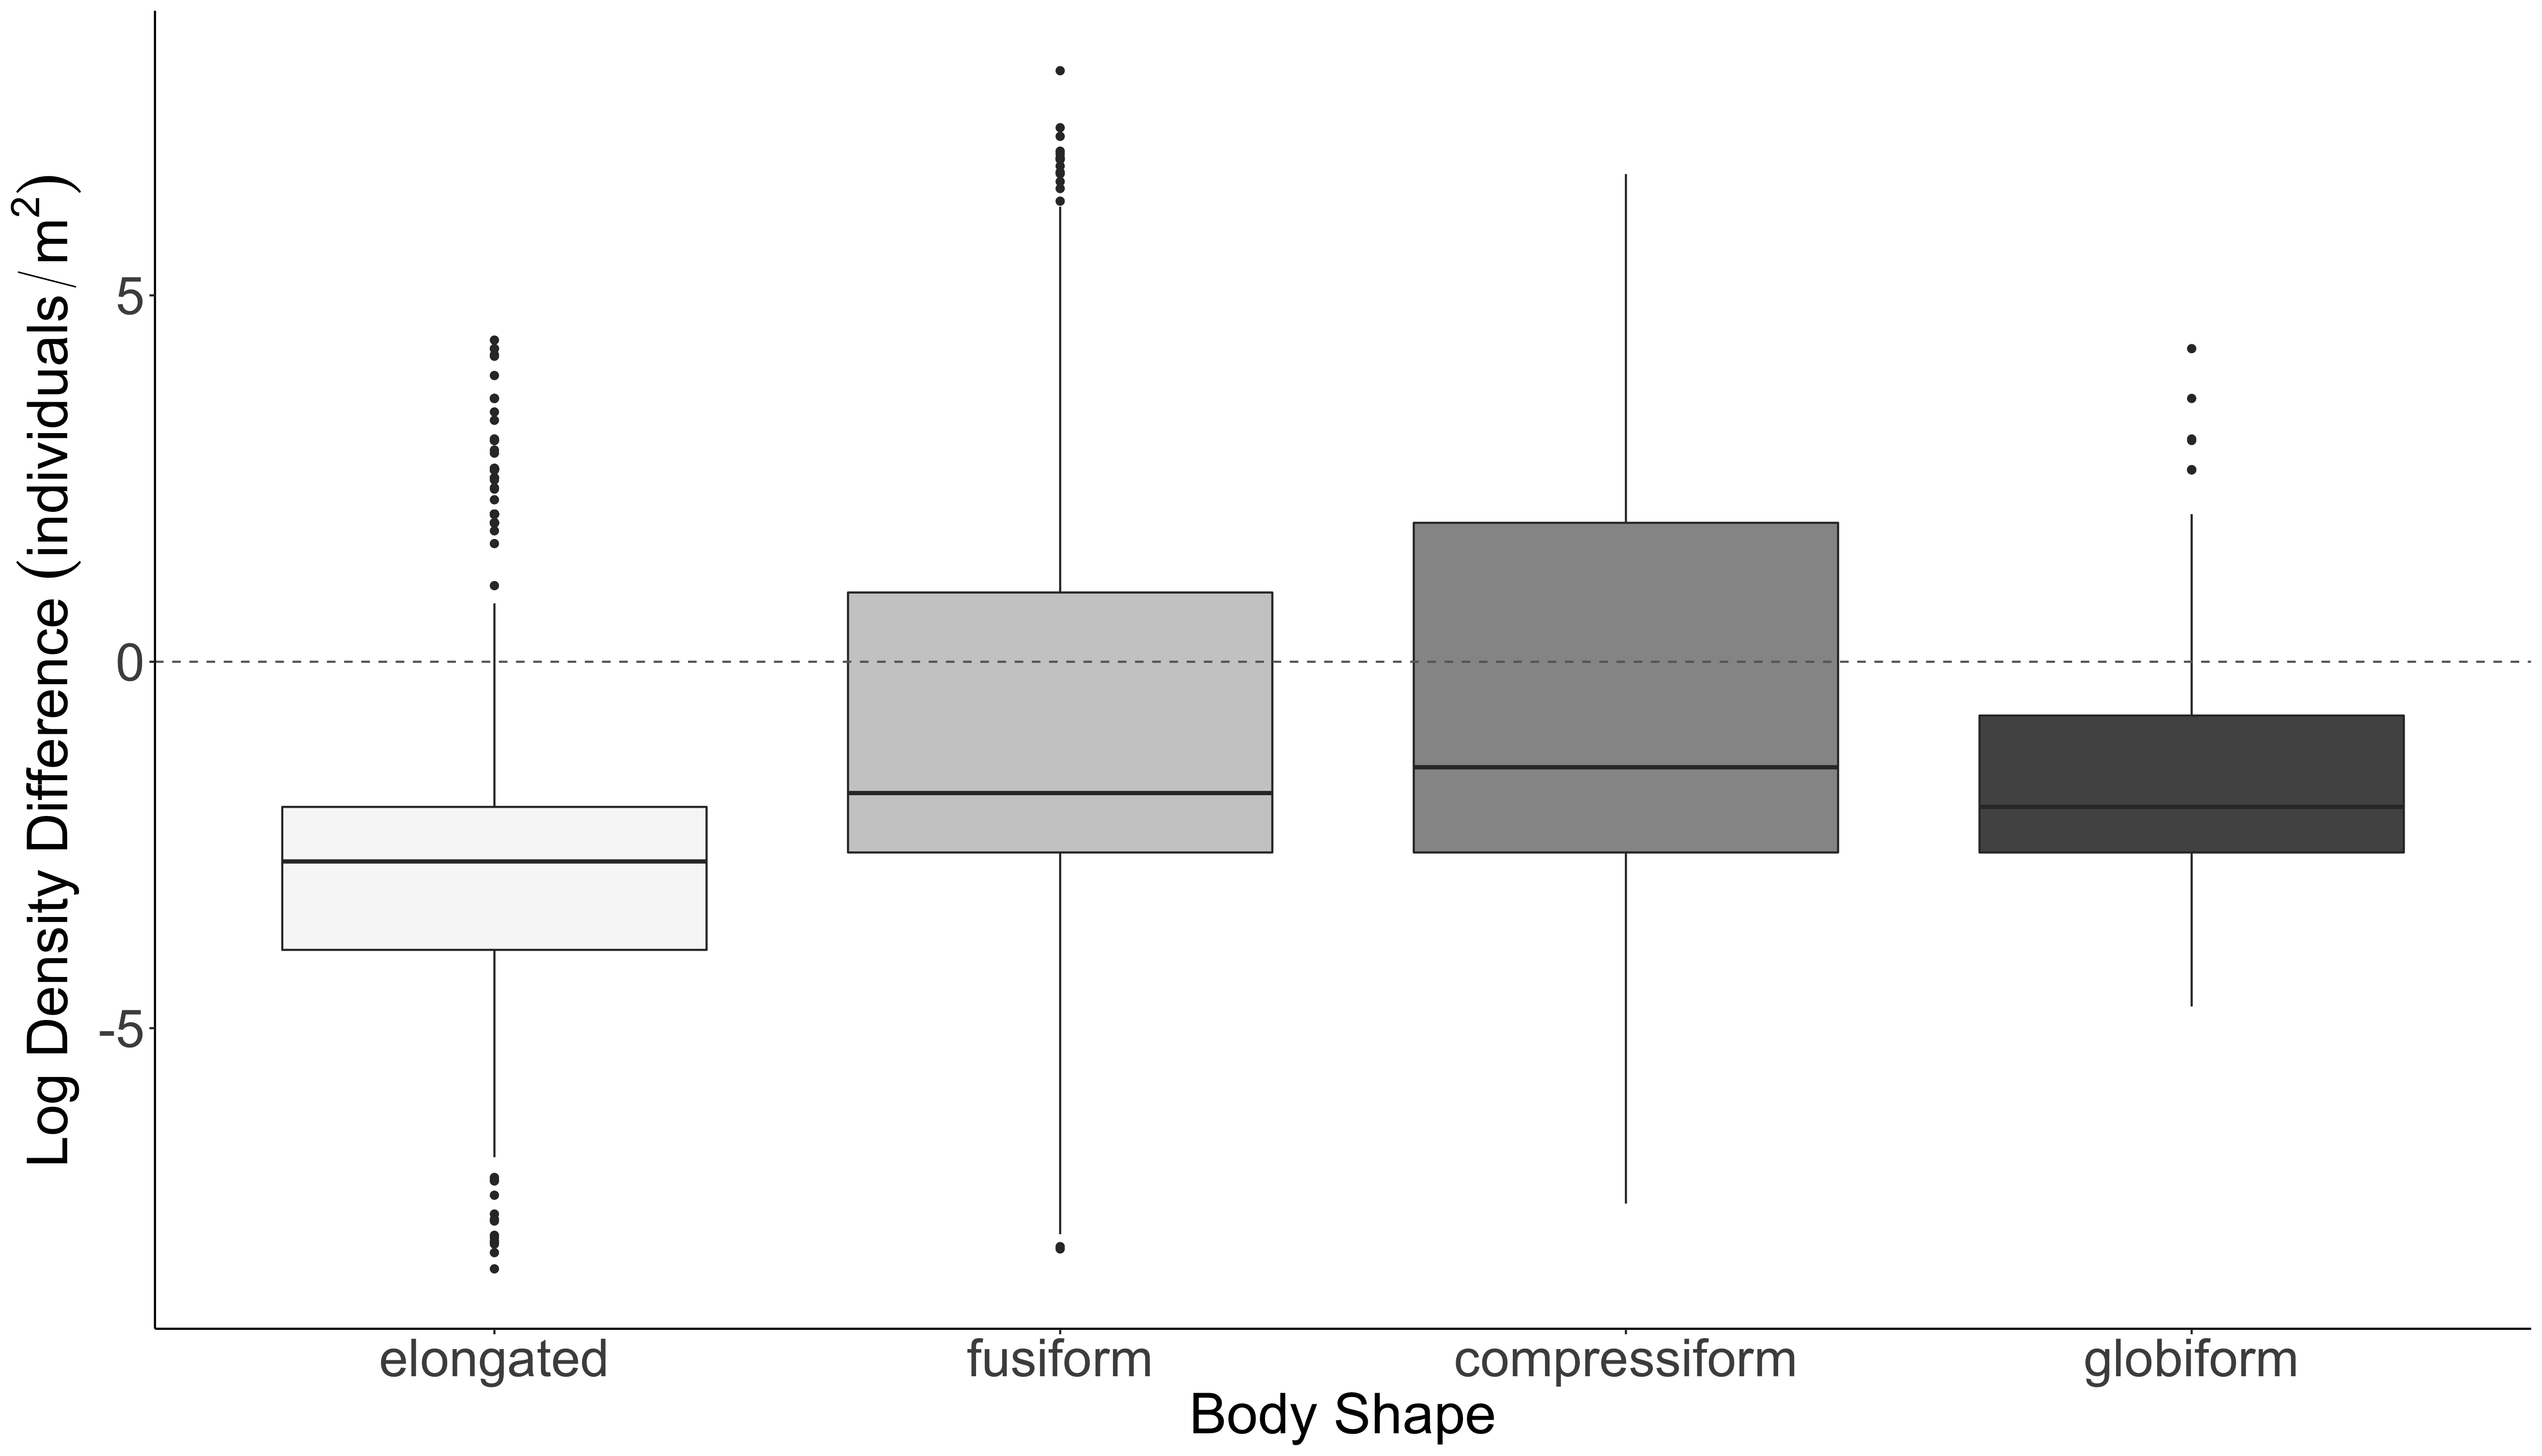 Log Density Difference (individuals/m²)
5
0
-5
elongated fusiform compressiform globiform
Body Shape